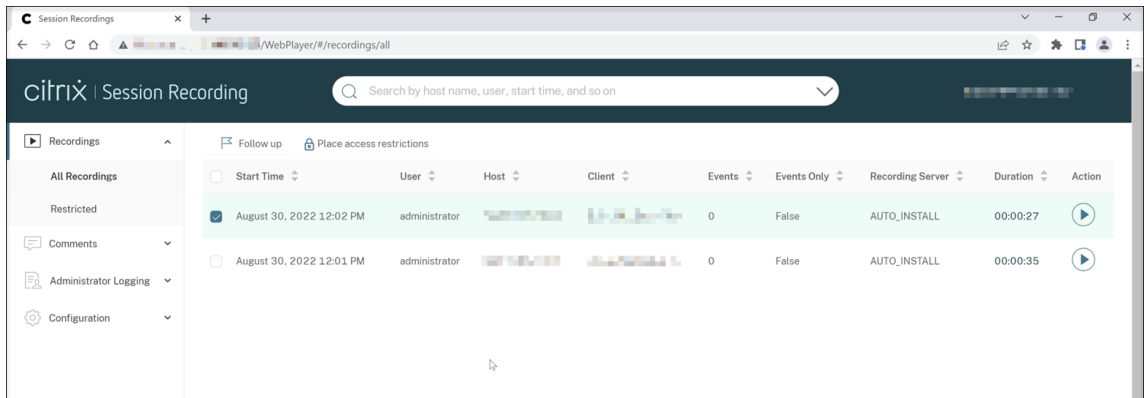 Session Recordings
/WebPlayer/#/recordings/all
citrix | Session Recording
Search by host name, user, start time, and so on
Recordings
Follow up
Place access restrictions
All Recordings
Start Time User Host Client Events Events Only Recording Server Duration Action
Restricted
August 30, 2022 12:02 PM administrator 0 False AUTO_INSTALL 00:00:27
Comments
August 30, 2022 12:01 PM administrator 0 False AUTO_INSTALL 00:00:35
Administrator Logging
Configuration